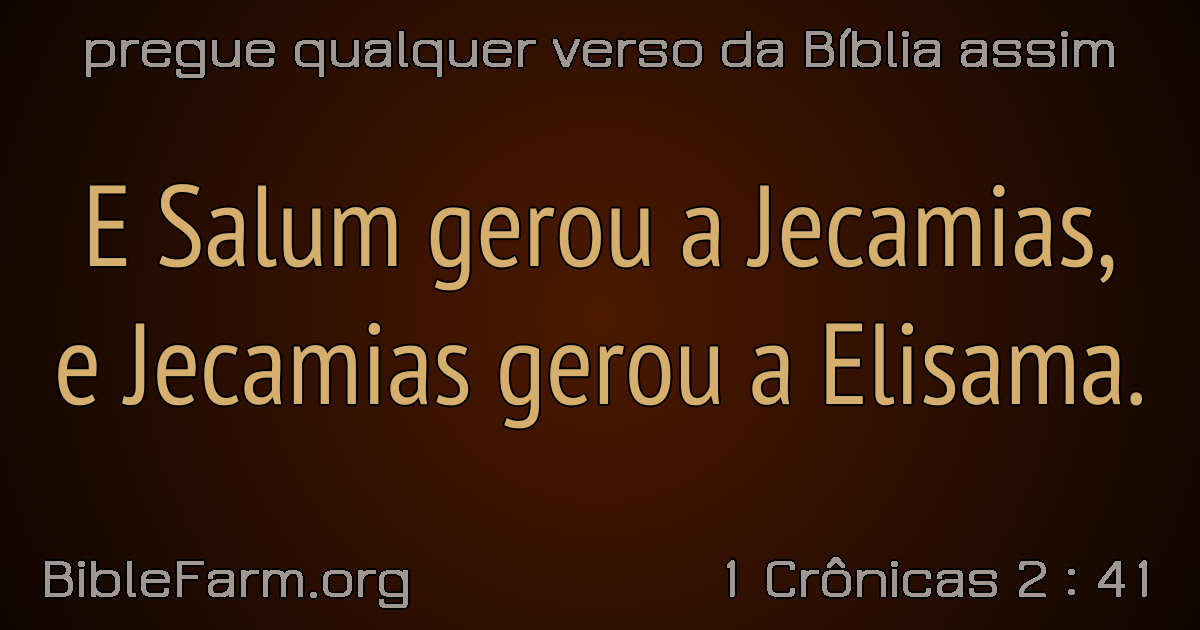 pregue qualquer verso da Bíblia assim
E Salum gerou a Jecamias,
e Jecamias gerou a Elisama.
BibleFarm.org
1 Crônicas 2 : 41